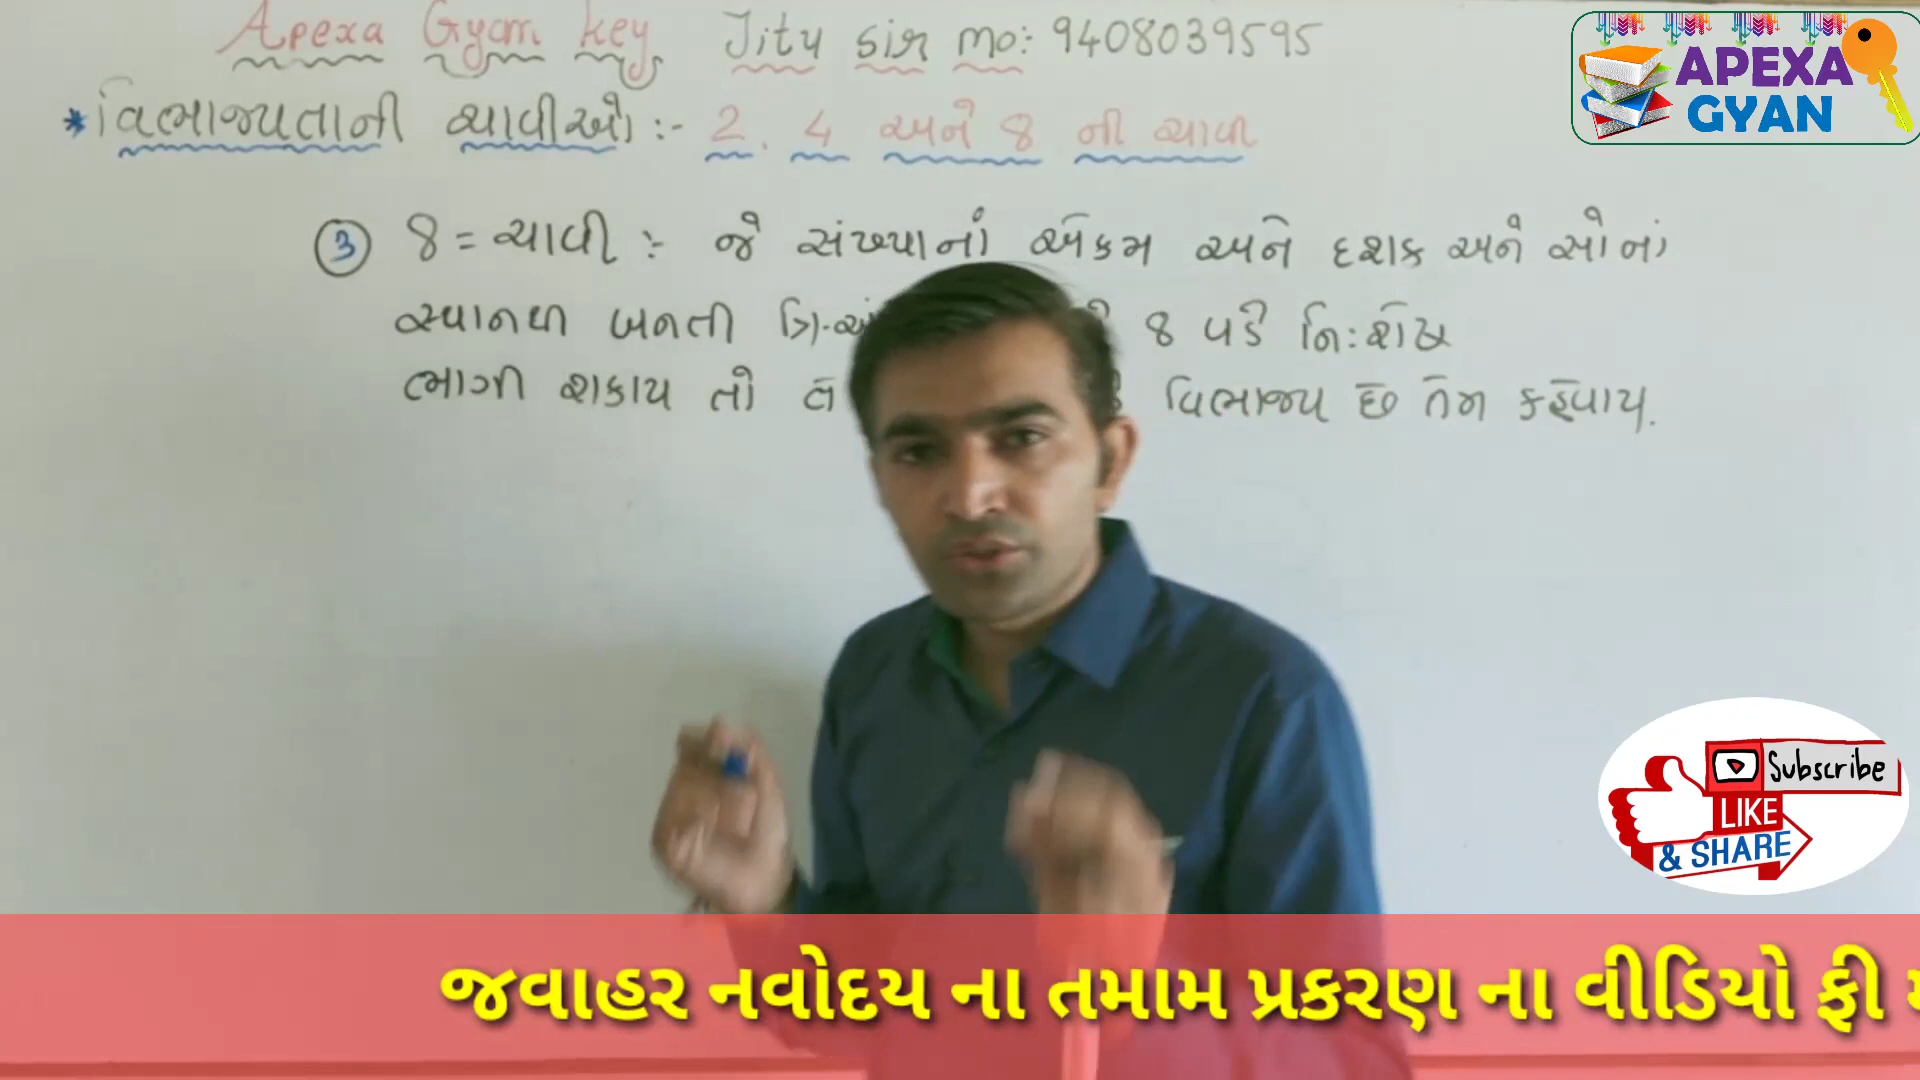 Apexa Gyan key Jitu sir mo: 9408039595
APEXA
GYAN
* વિભાજ્યતાની ચાવીઓ :- 2, 4 અને 8 ની ચાવી
③ 8 = ચાવી :- જે સંખ્યાનાં એકમ અને દશક અને સોનાં
સ્થાનથી બનતી ત્રિ-અં 8 વડે નિ:શેષ
ભાગી શકાય તો તે વિભાજ્ય છે તેમ કહેવાય.
Subscribe
LIKE
& SHARE
જવાહર નવોદય ના તમામ પ્રકરણ ના વીડિયો ફ્રી